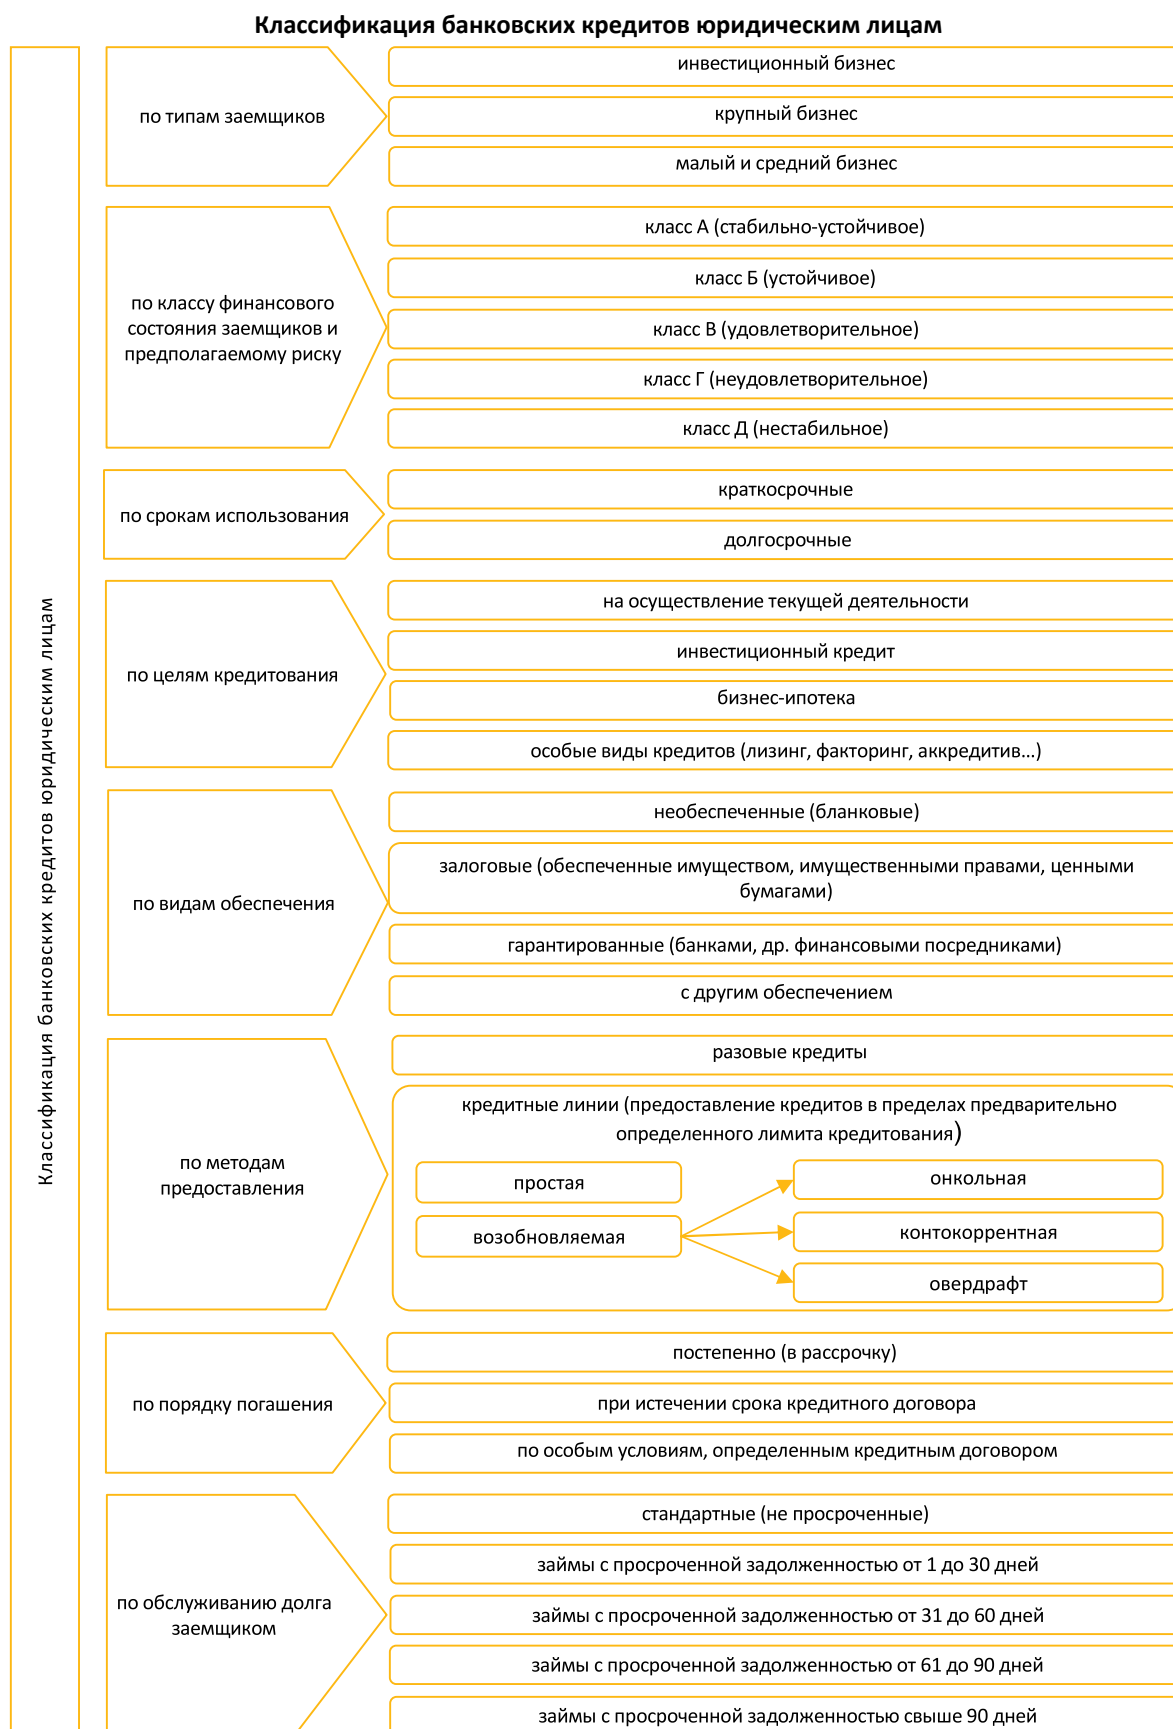 Классификация банковских кредитов юридическим лицам
Классификация банковских кредитов юридическим лицам
по типам заемщиков
инвестиционный бизнес
крупный бизнес
малый и средний бизнес
по классу финансового
состояния заемщиков и
предполагаемому риску
класс А (стабильно-устойчивое)
класс Б (устойчивое)
класс В (удовлетворительное)
класс Г (неудовлетворительное)
класс Д (нестабильное)
по срокам использования
краткосрочные
долгосрочные
по целям кредитования
на осуществление текущей деятельности
инвестиционный кредит
бизнес-ипотека
особые виды кредитов (лизинг, факторинг, аккредитив...)
по видам обеспечения
необеспеченные (бланковые)
залоговые (обеспеченные имуществом, имущественными правами, ценными
бумагами)
гарантированные (банками, др. финансовыми посредниками)
с другим обеспечением
по методам
предоставления
разовые кредиты
кредитные линии (предоставление кредитов в пределах предварительно
определенного лимита кредитования)
простая
возобновляемая
онкольная
контокоррентная
овердрафт
по порядку погашения
постепенно (в рассрочку)
при истечении срока кредитного договора
по особым условиям, определенным кредитным договором
по обслуживанию долга
заемщиком
стандартные (не просроченные)
займы с просроченной задолженностью от 1 до 30 дней
займы с просроченной задолженностью от 31 до 60 дней
займы с просроченной задолженностью от 61 до 90 дней
займы с просроченной задолженностью свыше 90 дней